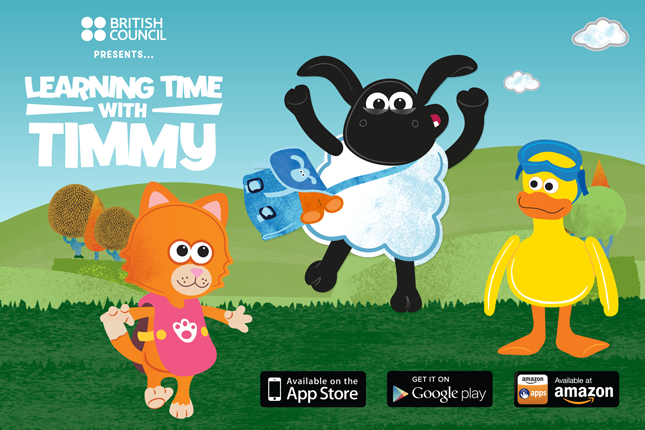 BRITISH
COUNCIL
PRESENTS...
LEARNING TIME
WITH
TIMMY
Available on the
App Store
GET IT ON
Google play
amazon
apps
Available at
amazon